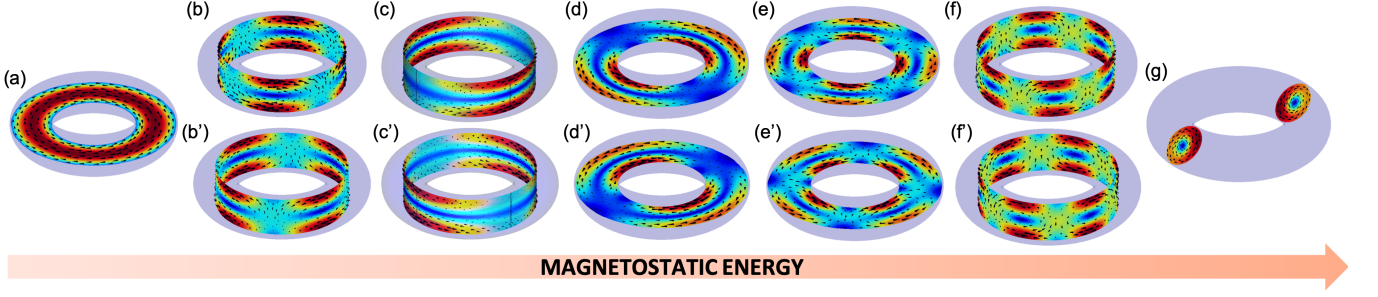 (a)
(b)
(c)
(d)
(e)
(f)
(g)
(b')
(c')
(d')
(e')
(f')
MAGNETOSTATIC ENERGY